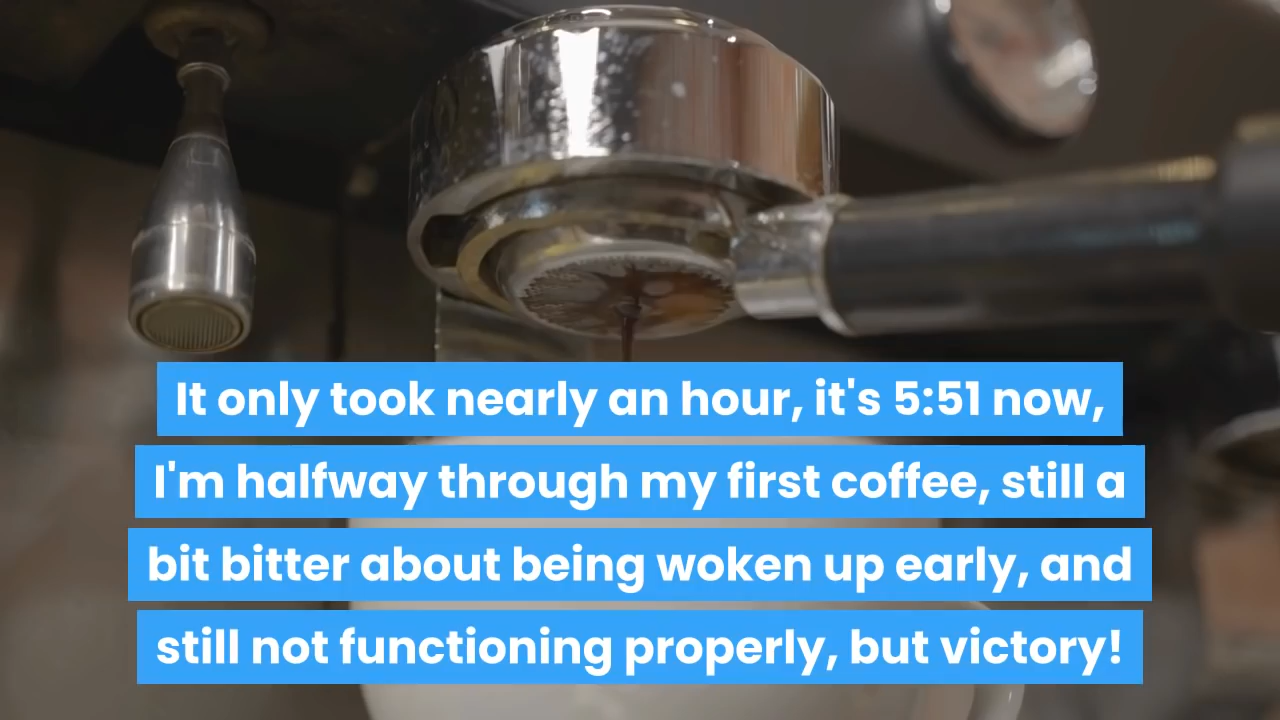 It only took nearly an hour, it's 5:51 now,
I'm halfway through my first coffee, still a
bit bitter about being woken up early, and
still not functioning properly, but victory!